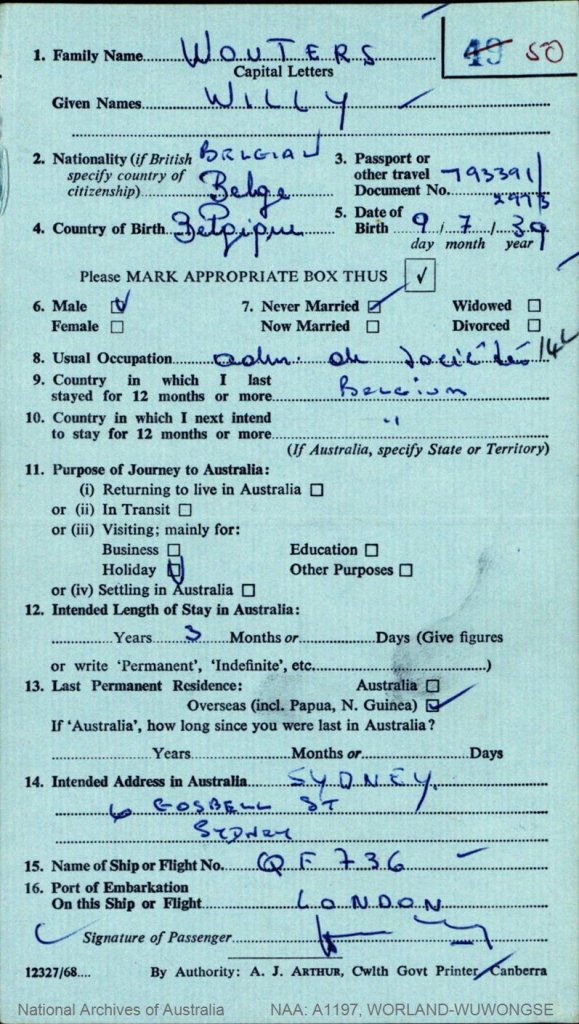 49 50
1. Family Name WOUTERS
Capital Letters
Given Names WILLY
2. Nationality (if British BELGIAN
specify country of
citizenship) Belge
3. Passport or
other travel 793391
Document No. 2973
4. Country of Birth Belgique
5. Date of
Birth 9 / 7 / 39
day month year
Please MARK APPROPRIATE BOX THUS √
6. Male
Female
7. Never Married
Now Married
Widowed
Divorced
8. Usual Occupation adm. de sociétés
9. Country in which I last
stayed for 12 months or more Belgium
10. Country in which I next intend
to stay for 12 months or more "
(If Australia, specify State or Territory)
11. Purpose of Journey to Australia:
(i) Returning to live in Australia
or (ii) In Transit
or (iii) Visiting; mainly for:
Business Education
Holiday Other Purposes
or (iv) Settling in Australia
12. Intended Length of Stay in Australia:
Years 3 Months or Days (Give figures
or write 'Permanent', 'Indefinite', etc. )
13. Last Permanent Residence: Australia
Overseas (incl. Papua, N. Guinea)
If 'Australia', how long since you were last in Australia?
Years Months or Days
14. Intended Address in Australia SYDNEY.
6 GOSBELL ST
SYDNEY
15. Name of Ship or Flight No. QF 736
16. Port of Embarkation
On this Ship or Flight LONDON
Signature of Passenger
12327/68.... By Authority: A. J. ARTHUR, Cwlth Govt Printer, Canberra
National Archives of Australia NAA: A1197, WORLAND-WUWONGSE